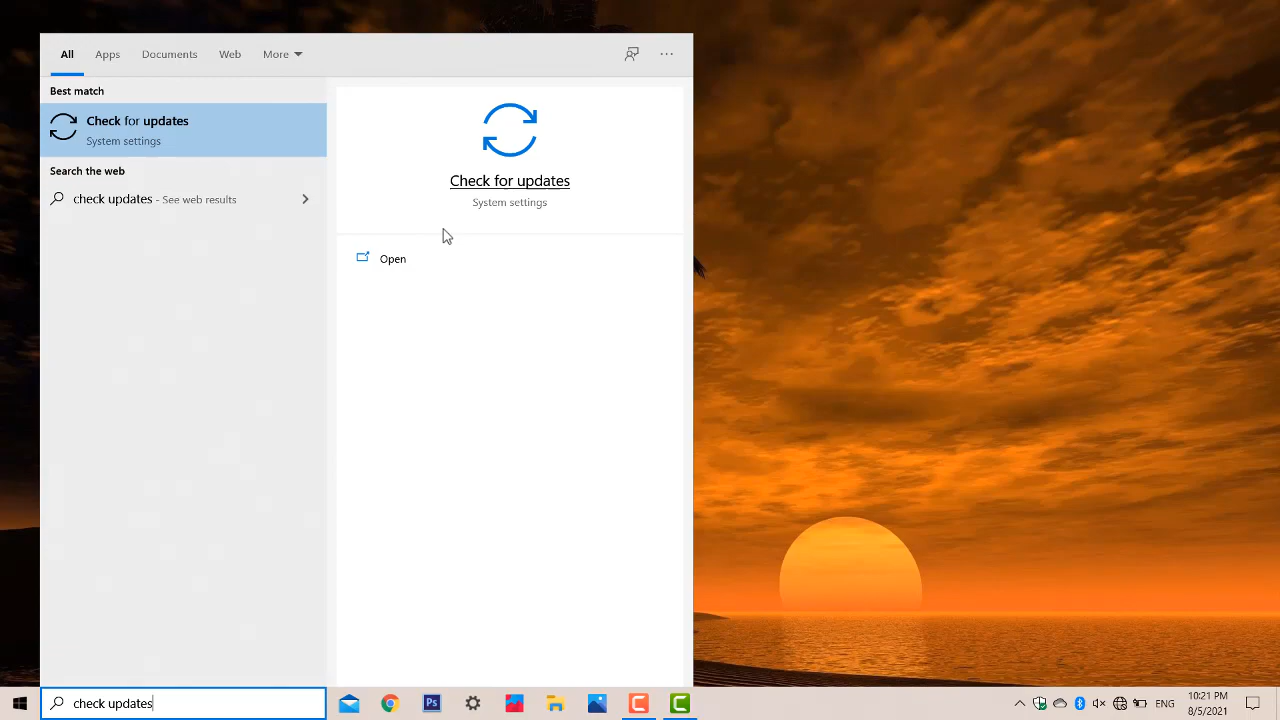 All Apps Documents Web More
Best match
Check for updates
System settings
Search the web
check updates - See web results
Check for updates
System settings
Open
check updates
Ps
ENG
10:21 PM
8/5/2021